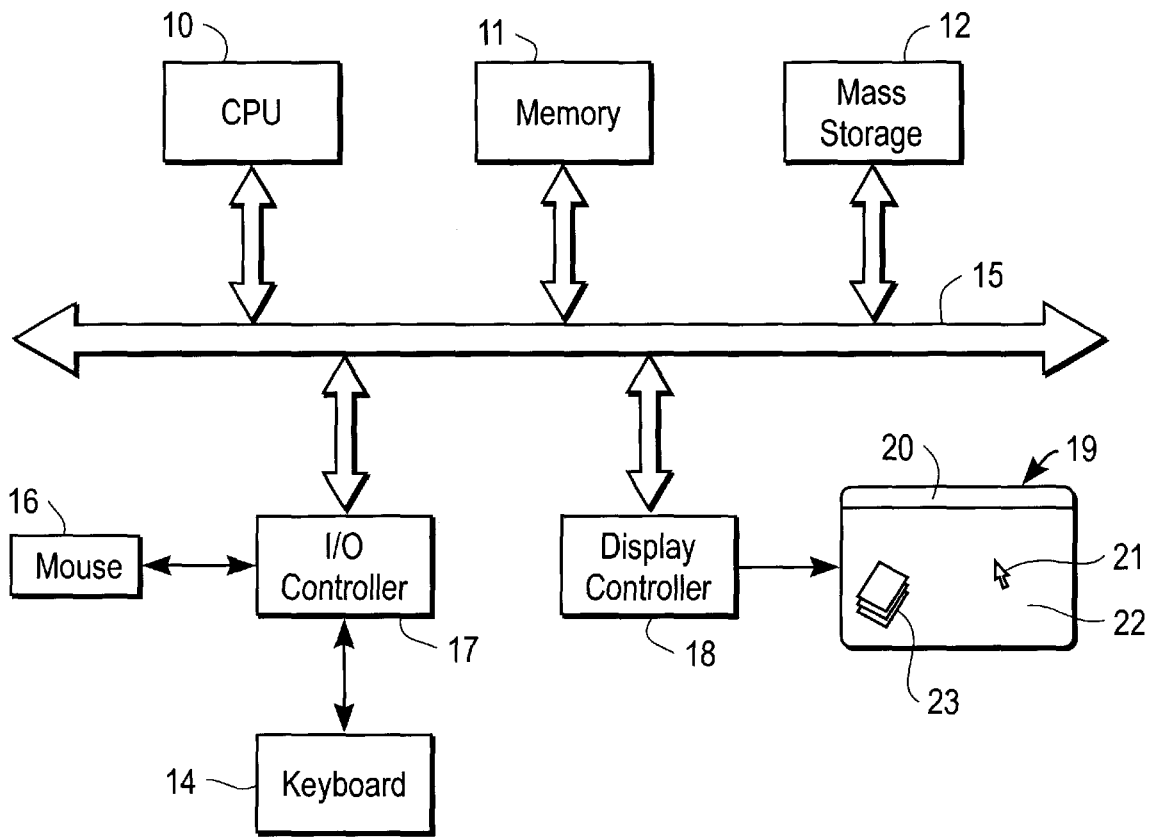 10
11
12
CPU
Memory
Mass
Storage
15
20
19
16
Mouse
I/O
Controller
Display
Controller
21
22
17
18
23
14
Keyboard